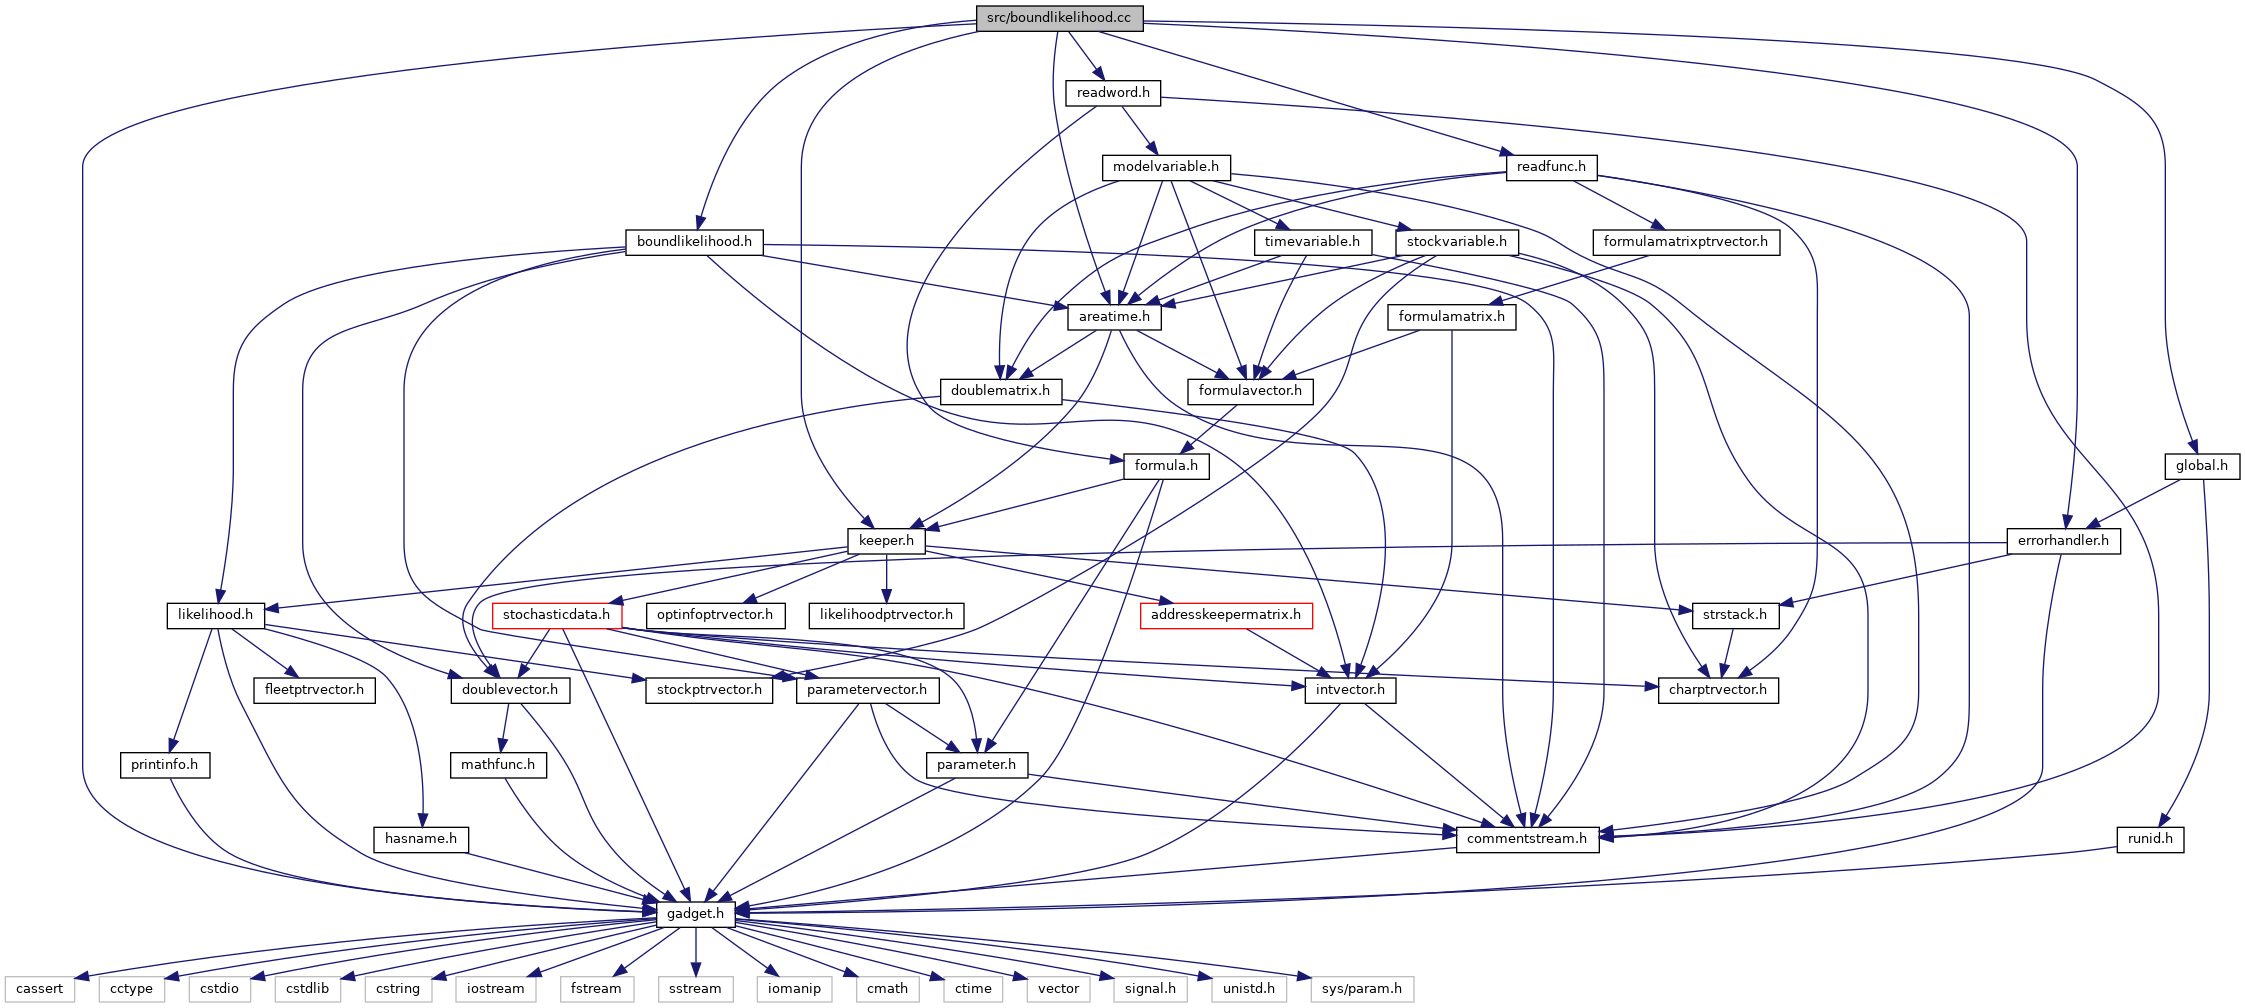 src/boundlikelihood.cc
readword.h
modelvariable.h
readfunc.h
boundlikelihood.h
timevariable.h
stockvariable.h
formulamatrixptrvector.h
areatime.h
formulamatrix.h
doublematrix.h
formulavector.h
formula.h
global.h
keeper.h
errorhandler.h
likelihood.h
stochasticdata.h
optinfoptrvector.h
likelihoodptrvector.h
addresskeepermatrix.h
strstack.h
fleetptrvector.h
doublevector.h
stockptrvector.h
parametervector.h
intvector.h
charptrvector.h
printinfo.h
mathfunc.h
parameter.h
hasname.h
commentstream.h
runid.h
gadget.h
cassert
cctype
cstdio
cstdlib
cstring
iostream
fstream
sstream
iomanip
cmath
ctime
vector
signal.h
unistd.h
sys/param.h